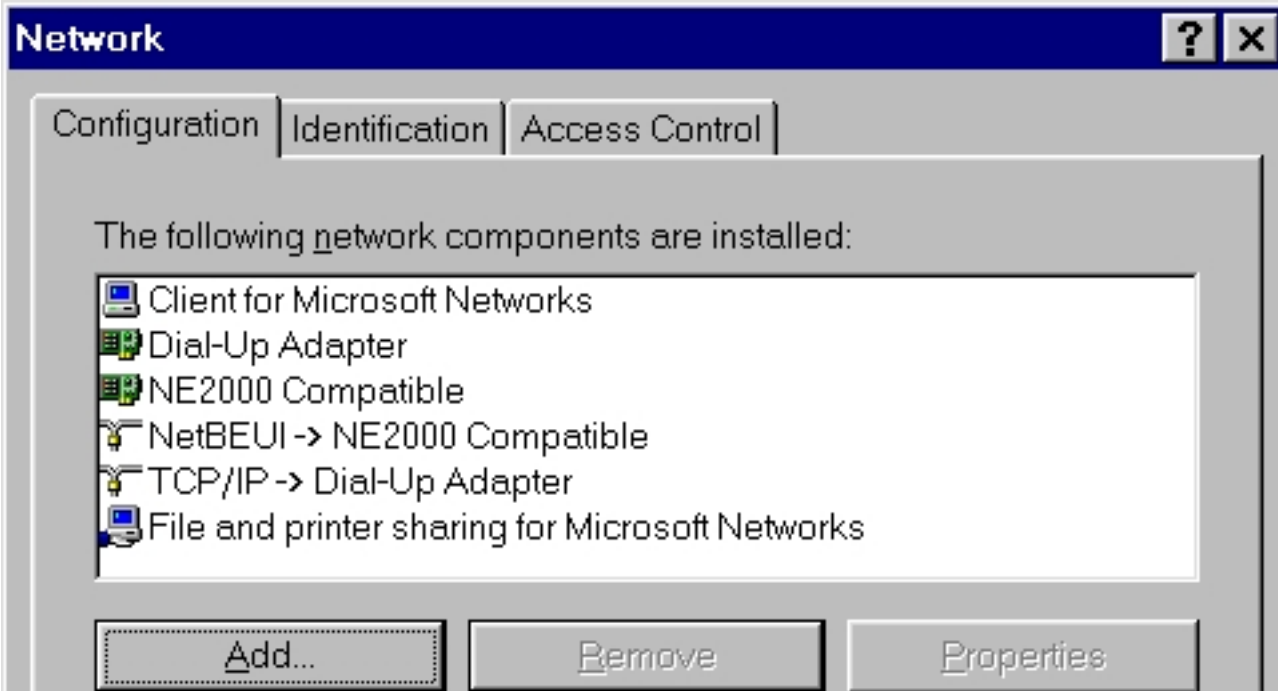 Network
?
Configuration Identification Access Control
The following network components are installed:
Client for Microsoft Networks
Dial-Up Adapter
NE2000 Compatible
NetBEUI -> NE2000 Compatible
TCP/IP -> Dial-Up Adapter
File and printer sharing for Microsoft Networks
Add... Remove Properties